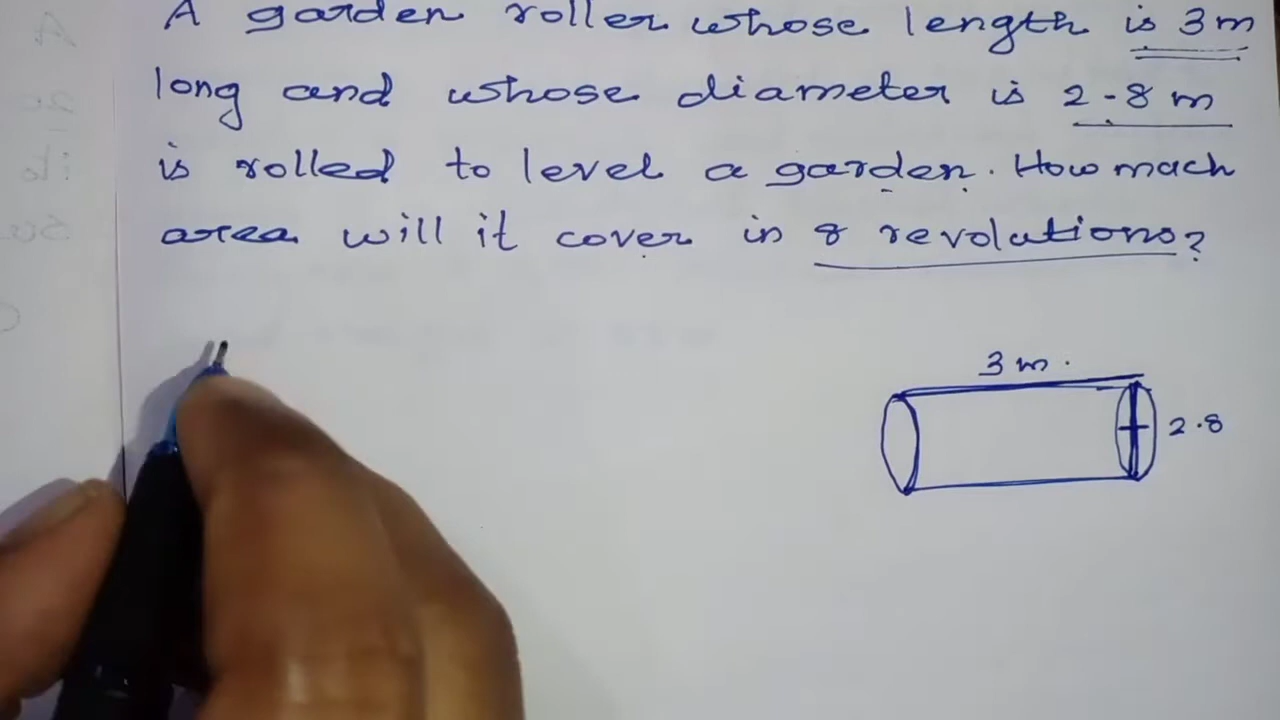 A garden roller whose length is 3m
long and whose diameter is 2.8 m
is rolled to level a garden. How mach
area will it cover in 8 revolutions?
3 m.
2.8